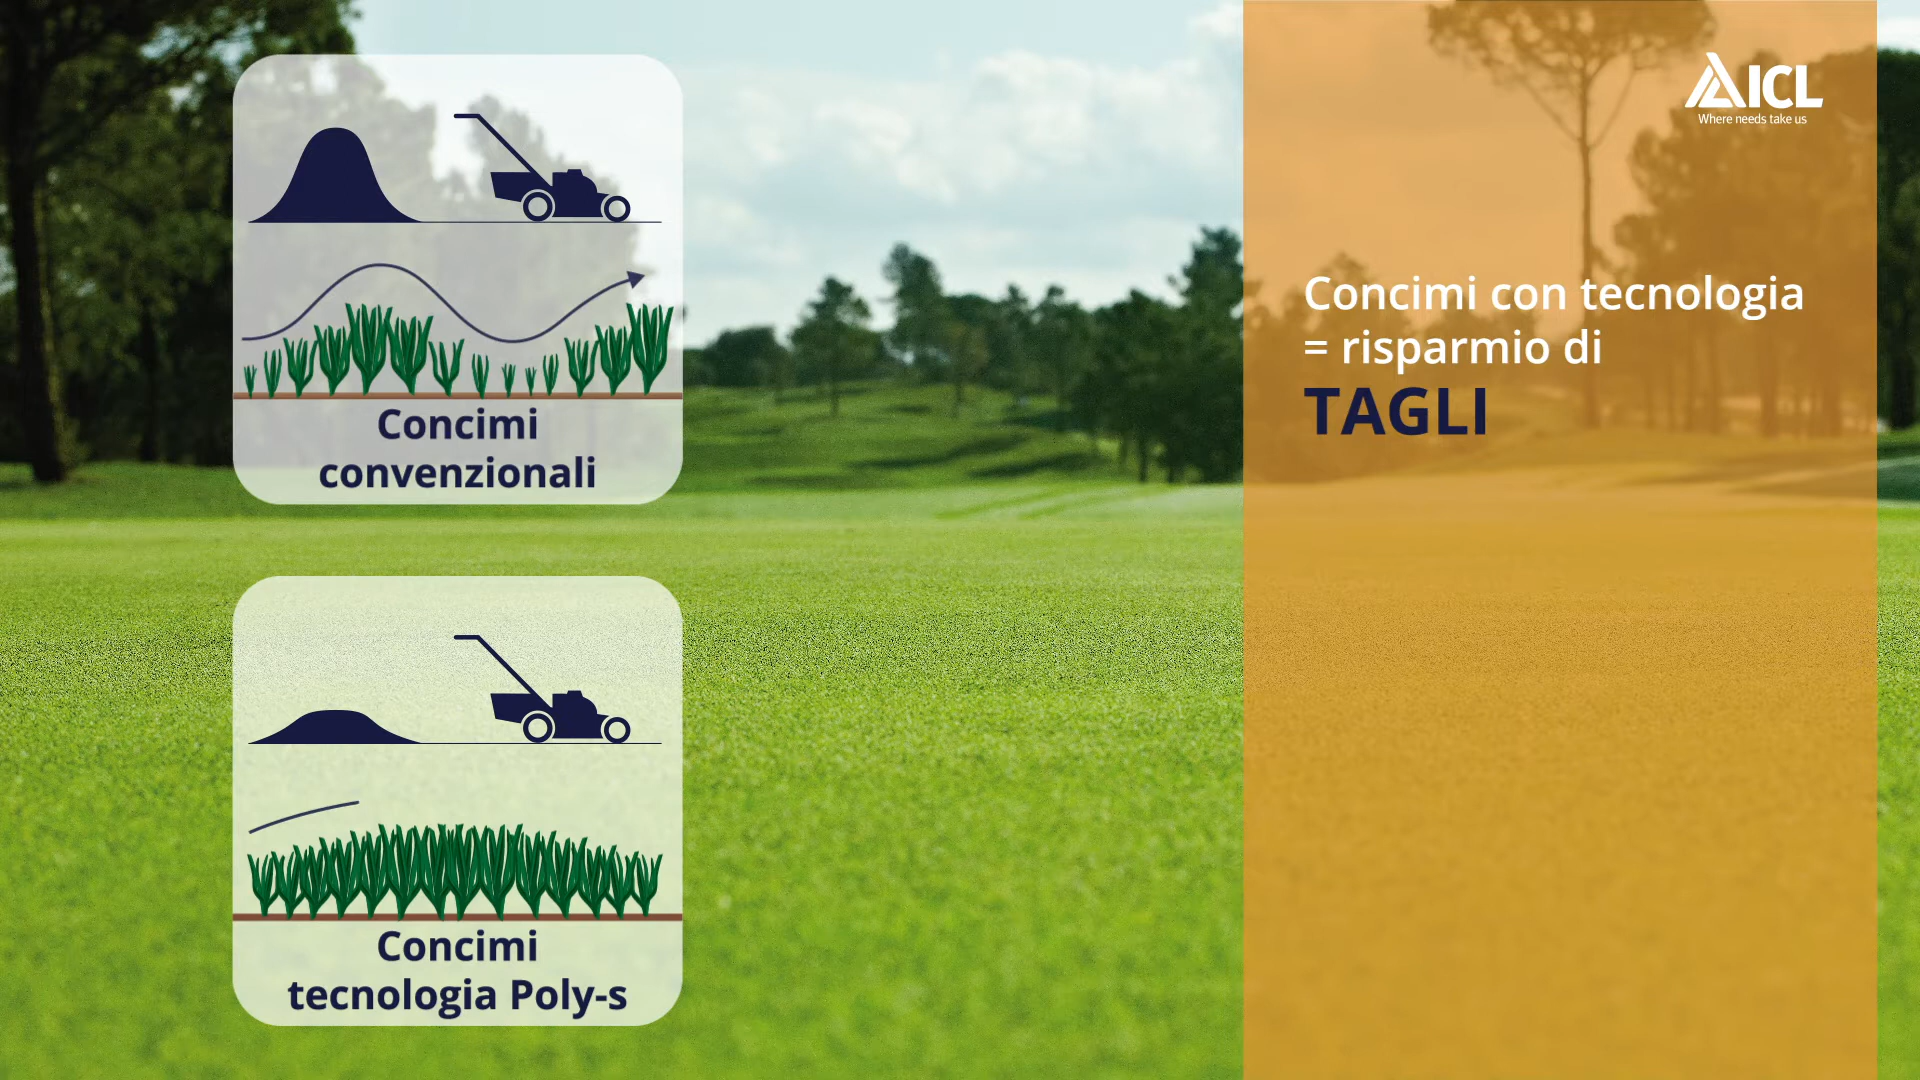 Concimi
convenzionali
Concimi
tecnologia Poly-s
ICL
Where needs take us
Concimi con tecnologia
= risparmio di
TAGLI